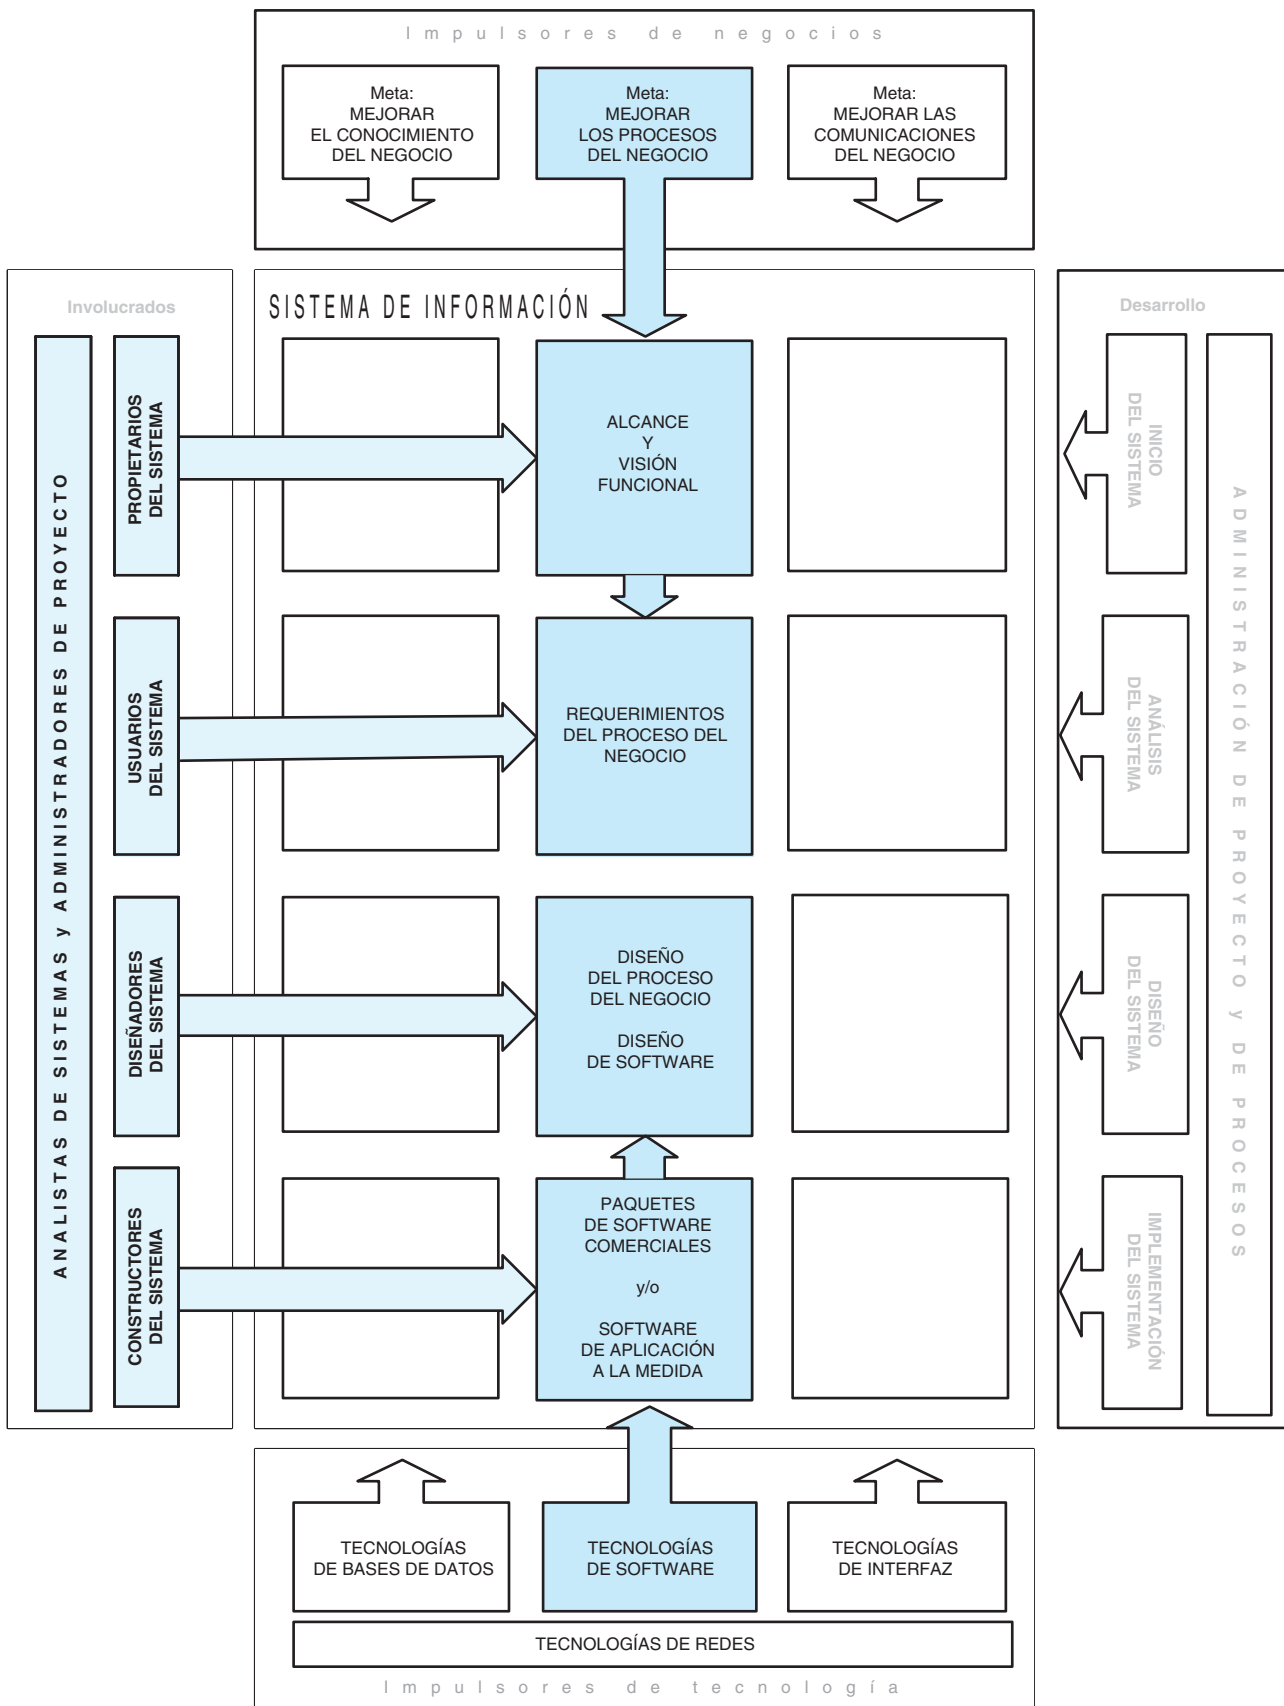 Impulsores de negocios
Meta:
MEJORAR
EL CONOCIMIENTO
DEL NEGOCIO
Meta:
MEJORAR
LOS PROCESOS
DEL NEGOCIO
Meta:
MEJORAR LAS
COMUNICACIONES
DEL NEGOCIO
Involucrados
SISTEMA DE INFORMACIÓN
Desarrollo
ANALISTAS DE SISTEMAS y ADMINISTRADORES DE PROYECTO
PROPIETARIOS
DEL SISTEMA
ALCANCE
Y
VISIÓN
FUNCIONAL
INICIO
DEL SISTEMA
ADMINISTRACIÓN DE PROYECTO y DE PROCESOS
USUARIOS
DEL SISTEMA
REQUERIMIENTOS
DEL PROCESO DEL
NEGOCIO
ANÁLISIS
DEL SISTEMA
DISEÑADORES
DEL SISTEMA
DISEÑO
DEL PROCESO
DEL NEGOCIO
DISEÑO
DE SOFTWARE
DISEÑO
DEL SISTEMA
CONSTRUCTORES
DEL SISTEMA
PAQUETES
DE SOFTWARE
COMERCIALES
y/o
SOFTWARE
DE APLICACIÓN
A LA MEDIDA
IMPLEMENTACIÓN
DEL SISTEMA
TECNOLOGÍAS
DE BASES DE DATOS
TECNOLOGÍAS
DE SOFTWARE
TECNOLOGÍAS
DE INTERFAZ
TECNOLOGÍAS DE REDES
Impulsores de tecnología